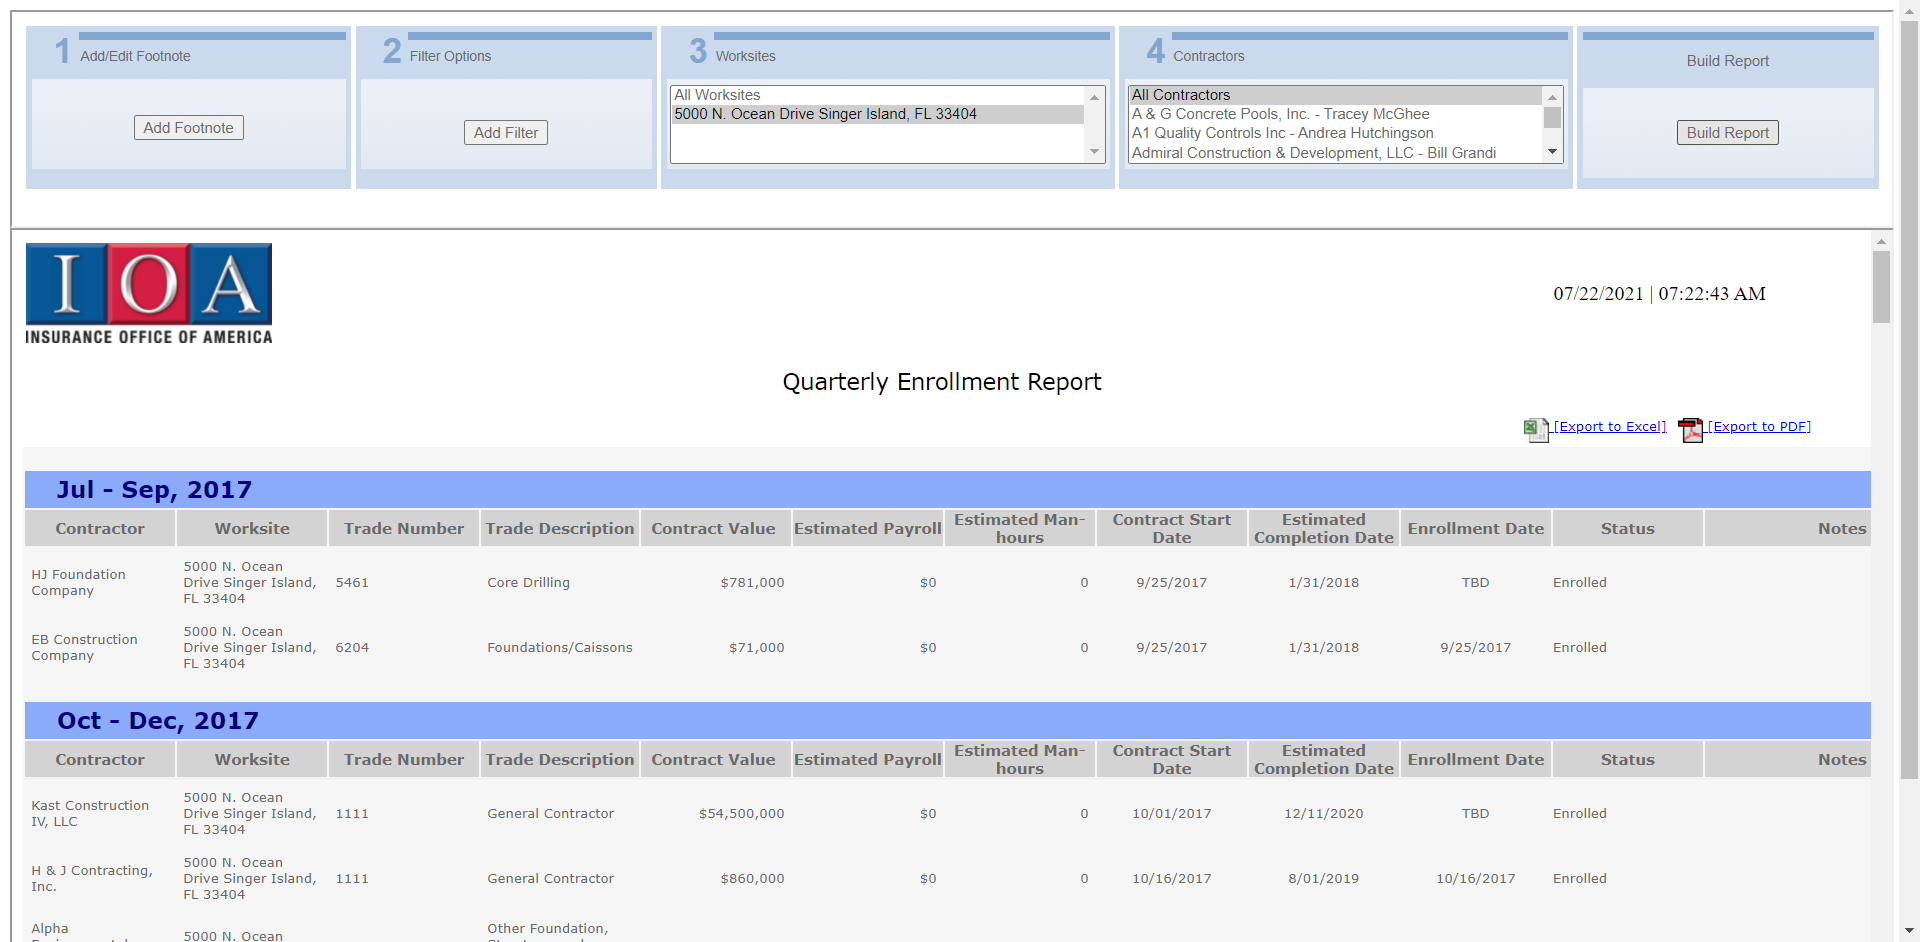 1 Add/Edit Footnote
Add Footnote
2 Filter Options
Add Filter
3 Worksites
All Worksites
5000 N. Ocean Drive Singer Island, FL 33404
4 Contractors
All Contractors
A & G Concrete Pools, Inc. - Tracey McGhee
A1 Quality Controls Inc - Andrea Hutchingson
Admiral Construction & Development, LLC - Bill Grandi
Build Report
Build Report
IOA
INSURANCE OFFICE OF AMERICA
07/22/2021 | 07:22:43 AM
Quarterly Enrollment Report
[Export to Excel] [Export to PDF]
Jul - Sep, 2017
Contractor Worksite Trade Number Trade Description Contract Value Estimated Payroll Estimated Man-hours Contract Start Date Estimated Completion Date Enrollment Date Status Notes
HJ Foundation Company 5000 N. Ocean Drive Singer Island, FL 33404 5461 Core Drilling $781,000 $0 0 9/25/2017 1/31/2018 TBD Enrolled
EB Construction Company 5000 N. Ocean Drive Singer Island, FL 33404 6204 Foundations/Caissons $71,000 $0 0 9/25/2017 1/31/2018 9/25/2017 Enrolled
Oct - Dec, 2017
Contractor Worksite Trade Number Trade Description Contract Value Estimated Payroll Estimated Man-hours Contract Start Date Estimated Completion Date Enrollment Date Status Notes
Kast Construction IV, LLC 5000 N. Ocean Drive Singer Island, FL 33404 1111 General Contractor $54,500,000 $0 0 10/01/2017 12/11/2020 TBD Enrolled
H & J Contracting, Inc. 5000 N. Ocean Drive Singer Island, FL 33404 1111 General Contractor $860,000 $0 0 10/16/2017 8/01/2019 10/16/2017 Enrolled
Alpha 5000 N. Ocean Other Foundation,